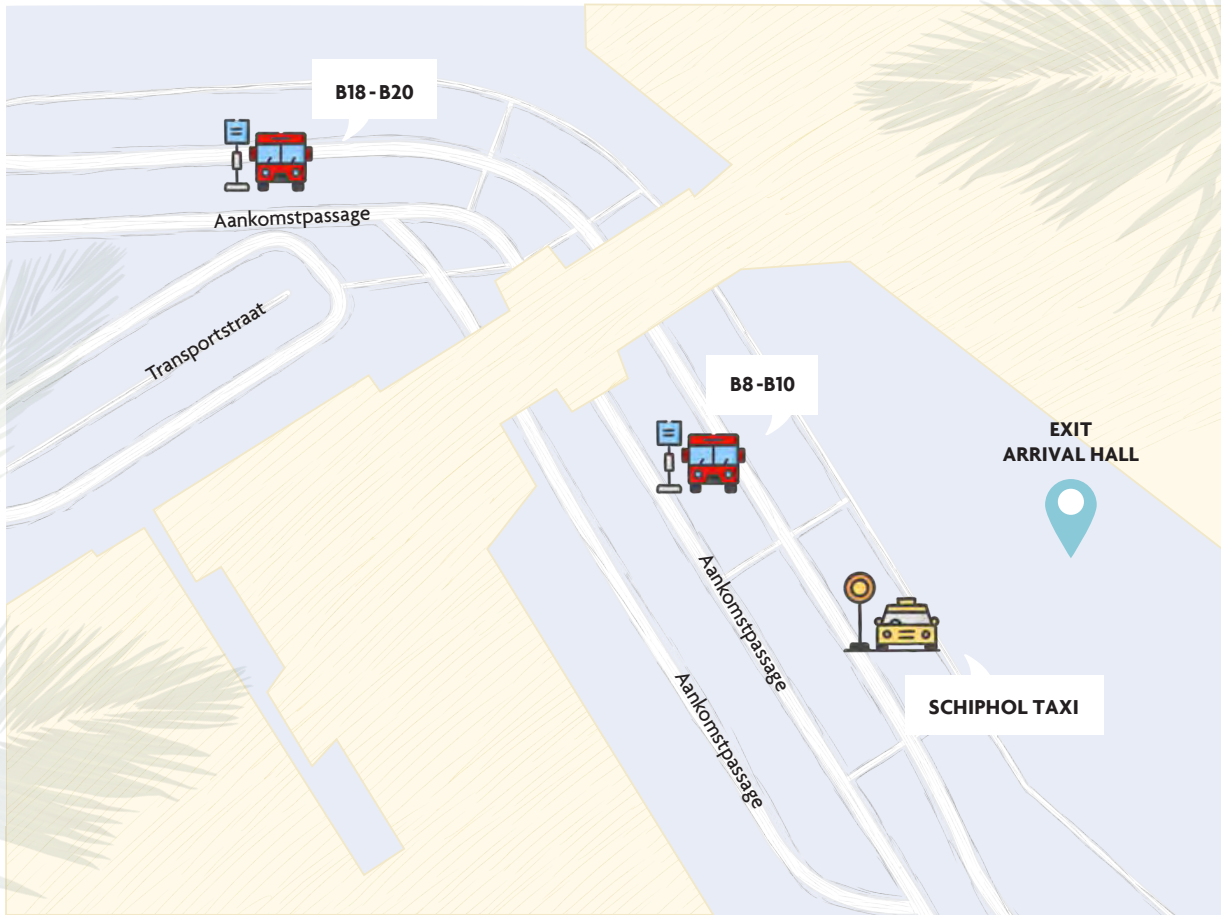 B18-B20
Aankomstpassage
Transportstraat
B8-B10
EXIT
ARRIVAL HALL
Aankomstpassage
Aankomstpassage
SCHIPHOL TAXI